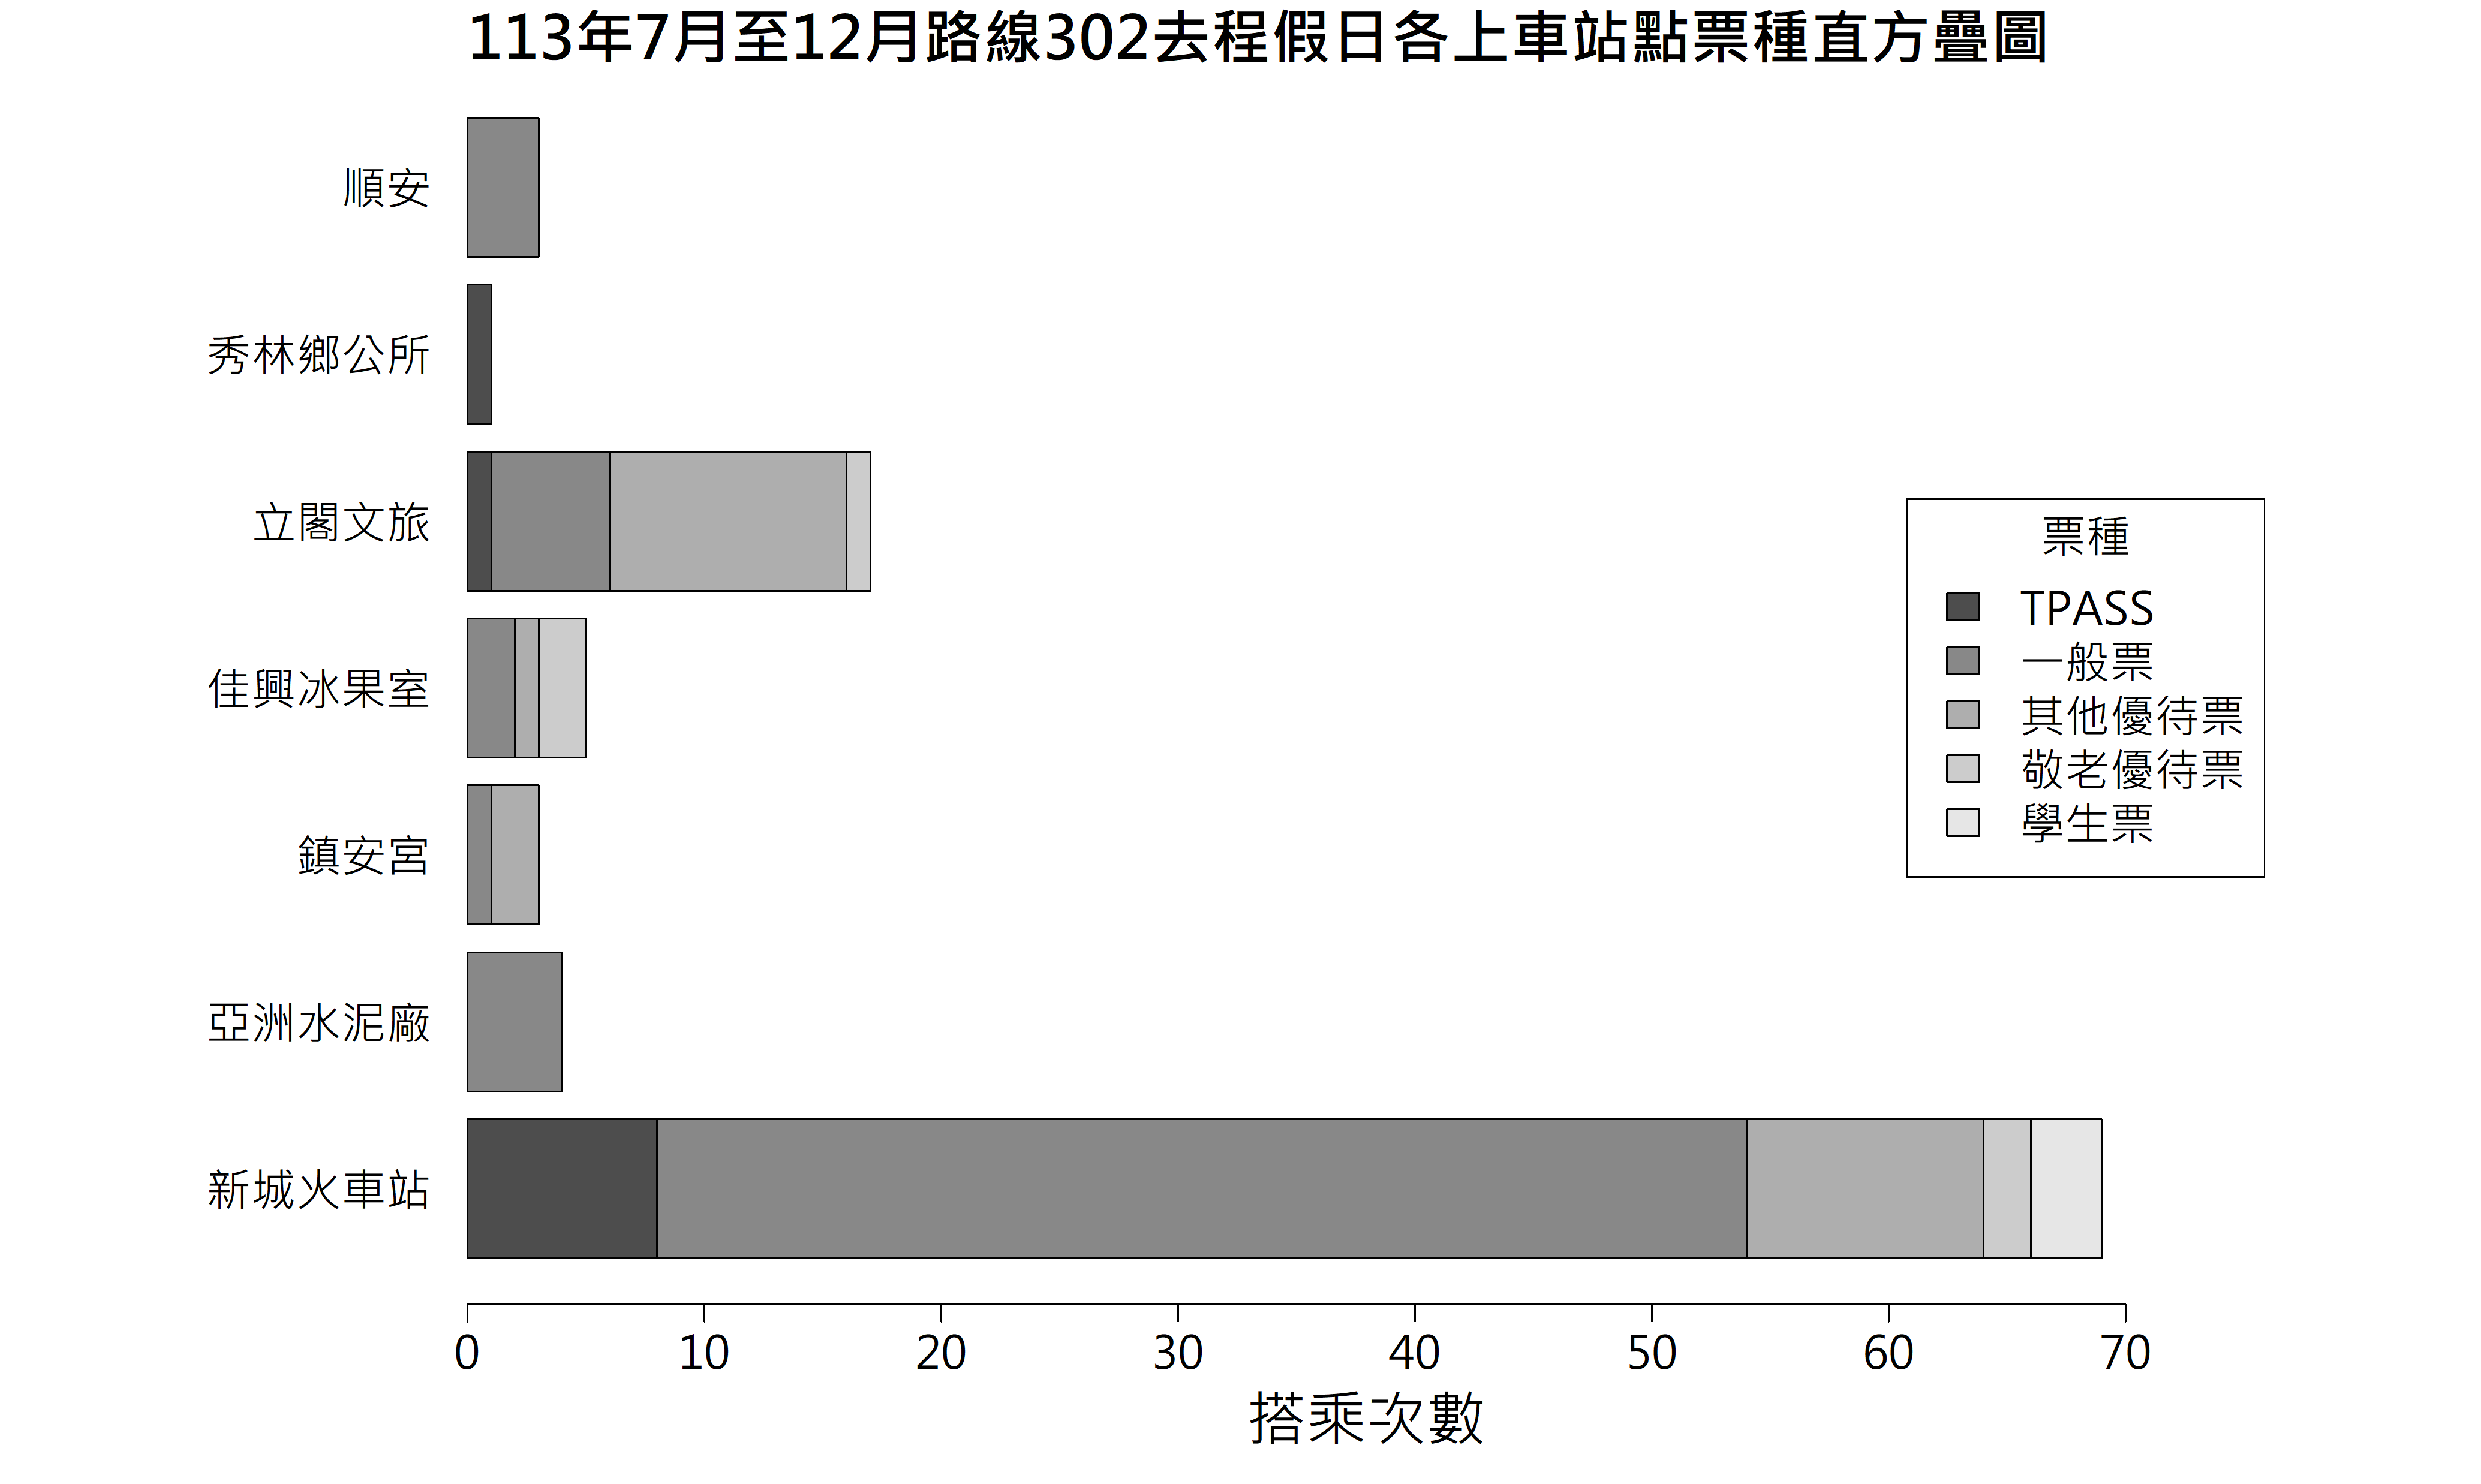 113年7月至12月路線302去程假日各上車站點票種直方疊圖
順安
秀林鄉公所
立閣文旅
佳興冰果室
鎮安宮
亞洲水泥廠
新城火車站
票種
TPASS
一般票
其他優待票
敬老優待票
學生票
0 10 20 30 40 50 60 70
搭乘次數